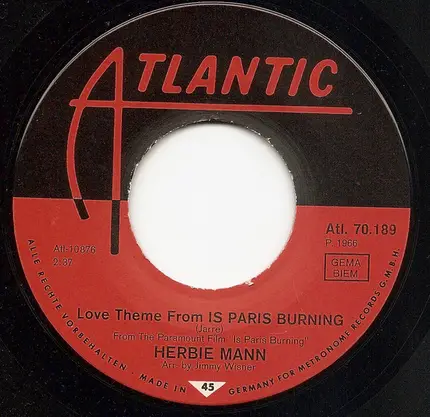 ATLANTIC
Atl. 70.189
P. 1966
GEMA
BIEM
Atl-10876
2:37
Love Theme From IS PARIS BURNING
(Jarre)
From The Paramount Film „Is Paris Burning"
HERBIE MANN
Arr. by Jimmy Wisner
ALLE RECHTE VORBEHALTEN · MADE IN 45 GERMANY FOR METRONOME RECORDS G.M.B.H.